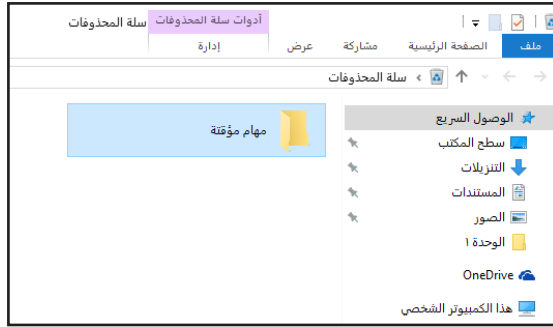 أدوات سلة المحذوفات سلة المحذوفات
ملف الصفحة الرئيسية مشاركة عرض إدارة
سلة المحذوفات
الوصول السريع
سطح المكتب
التنزيلات
المستندات
الصور
الوحدة ١
OneDrive
هذا الكمبيوتر الشخصي
مهام مؤقتة